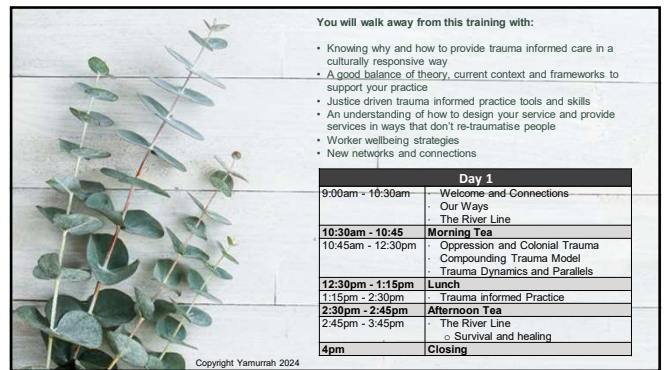 You will walk away from this training with:
• Knowing why and how to provide trauma informed care in a
culturally responsive way
• A good balance of theory, current context and frameworks to
support your practice
• Justice driven trauma informed practice tools and skills
• An understanding of how to design your service and provide
services in ways that don't re-traumatise people
• Worker wellbeing strategies
• New networks and connections
Day 1
9:00am - 10:30am · Welcome and Connections
· Our Ways
· The River Line
10:30am - 10:45 Morning Tea
10:45am - 12:30pm · Oppression and Colonial Trauma
· Compounding Trauma Model
· Trauma Dynamics and Parallels
12:30pm - 1:15pm Lunch
1:15pm - 2:30pm · Trauma informed Practice
2:30pm - 2:45pm Afternoon Tea
2:45pm - 3:45pm · The River Line
o Survival and healing
4pm Closing
Copyright Yamurrah 2024